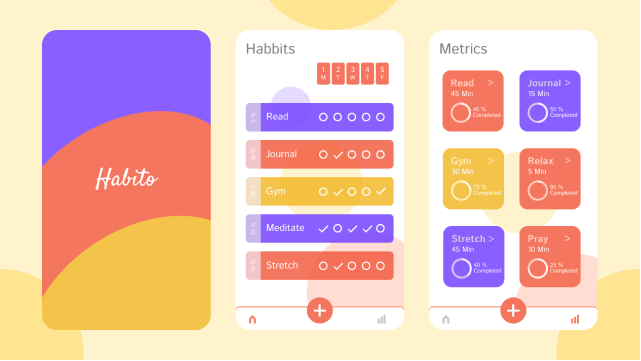 Habito
Habbits
1 2 3 4 5
M T W T F
Read
Journal
Gym
Meditate
Stretch
Metrics
Read >
45 Min
40 %
Completed
Journal >
15 Min
50 %
Completed
Gym >
30 Min
75 %
Completed
Relax >
5 Min
90 %
Completed
Stretch >
45 Min
40 %
Completed
Pray >
10 Min
25 %
Completed